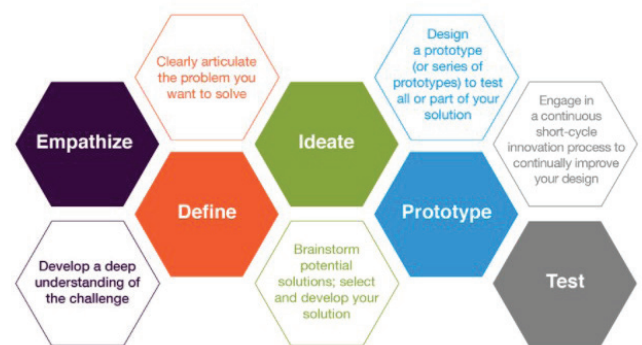 Empathize
Develop a deep
understanding of
the challenge
Clearly articulate
the problem you
want to solve
Define
Ideate
Brainstorm
potential
solutions; select
and develop your
solution
Design
a prototype
(or series of
prototypes) to test
all or part of your
solution
Prototype
Engage in
a continuous
short-cycle
innovation process to
continually improve
your design
Test